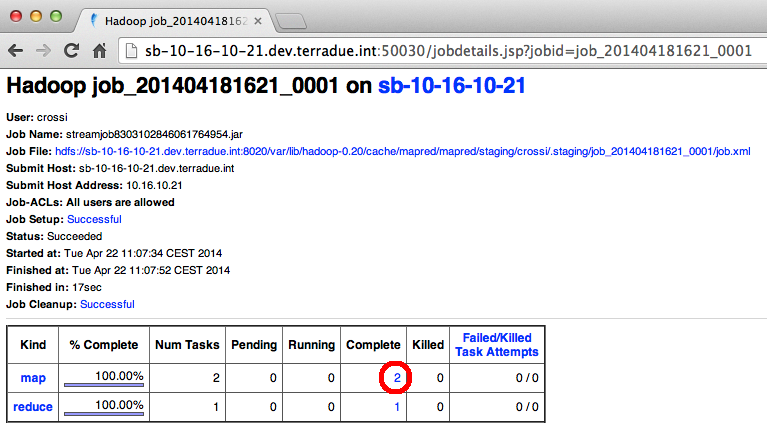 Hadoop job_20140418162
sb-10-16-10-21.dev.terradue.int:50030/jobdetails.jsp?jobid=job_201404181621_0001
Hadoop job_201404181621_0001 on sb-10-16-10-21
User: crossi
Job Name: streamjob8303102846061764954.jar
Job File: hdfs://sb-10-16-10-21.dev.terradue.int:8020/var/lib/hadoop-0.20/cache/mapred/mapred/staging/crossi/.staging/job_201404181621_0001/job.xml
Submit Host: sb-10-16-10-21.dev.terradue.int
Submit Host Address: 10.16.10.21
Job-ACLs: All users are allowed
Job Setup: Successful
Status: Succeeded
Started at: Tue Apr 22 11:07:34 CEST 2014
Finished at: Tue Apr 22 11:07:52 CEST 2014
Finished in: 17sec
Job Cleanup: Successful
Kind % Complete Num Tasks Pending Running Complete Killed Failed/Killed
Task Attempts
map 100.00% 2 0 0 2 0 0 / 0
reduce 100.00% 1 0 0 1 0 0 / 0